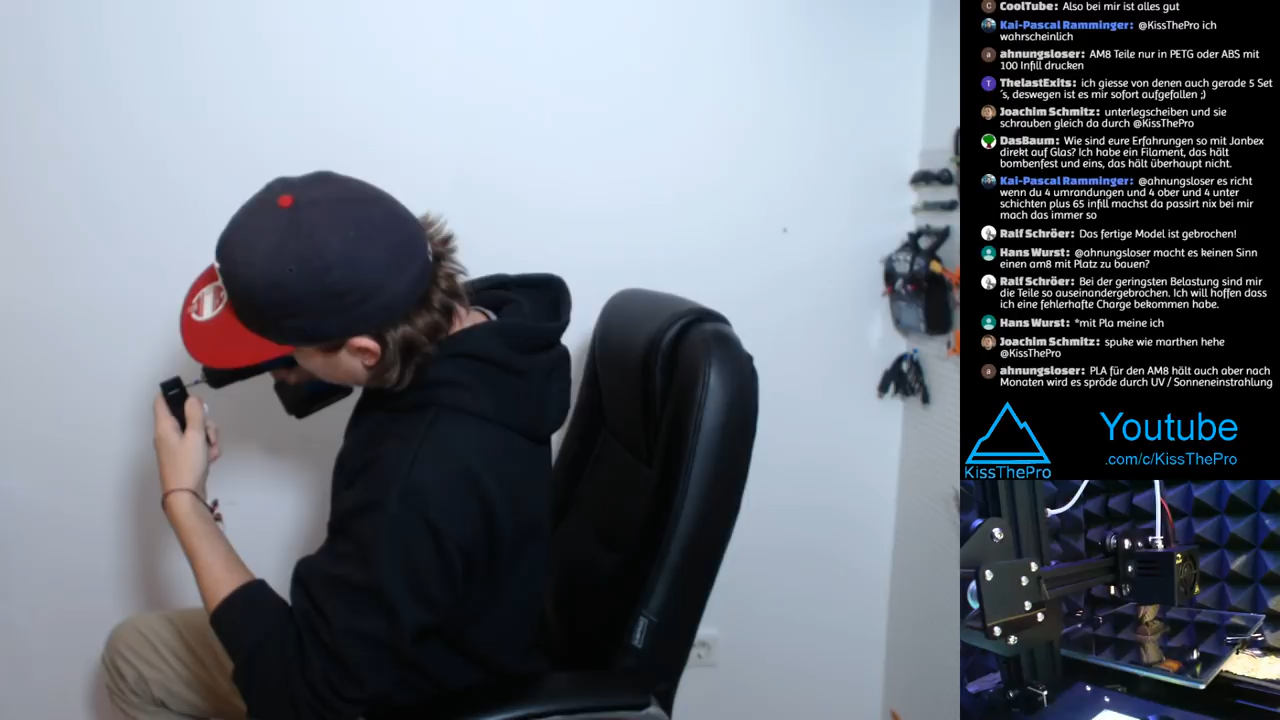 CoolTube: Also bei mir ist alles gut
Kai-Pascal Ramminger: @KissThePro ich
wahrscheinlich
ahnungsloser: AM8 Teile nur in PETG oder ABS mit
100 Infill drucken
ThelastExits: ich giesse von denen auch gerade 5 Set
´s, deswegen ist es mir sofort aufgefallen ;)
Joachim Schmitz: unterlegscheiben und sie
schrauben gleich da durch @KissThePro
DasBaum: Wie sind eure Erfahrungen so mit Janbex
direkt auf Glas? Ich habe ein Filament, das hält
bombenfest und eins, das hält überhaupt nicht.
Kai-Pascal Ramminger: @ahnungsloser es richt
wenn du 4 umrandungen und 4 ober und 4 unter
schichten plus 65 infill machst da passirt nix bei mir
mach das immer so
Ralf Schröer: Das fertige Model ist gebrochen!
Hans Wurst: @ahnungsloser macht es keinen Sinn
einen am8 mit Platz zu bauen?
Ralf Schröer: Bei der geringsten Belastung sind mir
die Teile so auseinandergebrochen. Ich will hoffen dass
ich eine fehlerhafte Charge bekommen habe.
Hans Wurst: *mit Pla meine ich
Joachim Schmitz: spuke wie marthen hehe
@KissThePro
ahnungsloser: PLA für den AM8 hält auch aber nach
Monaten wird es spröde durch UV / Sonneneinstrahlung
KissThePro
Youtube
.com/c/KissThePro